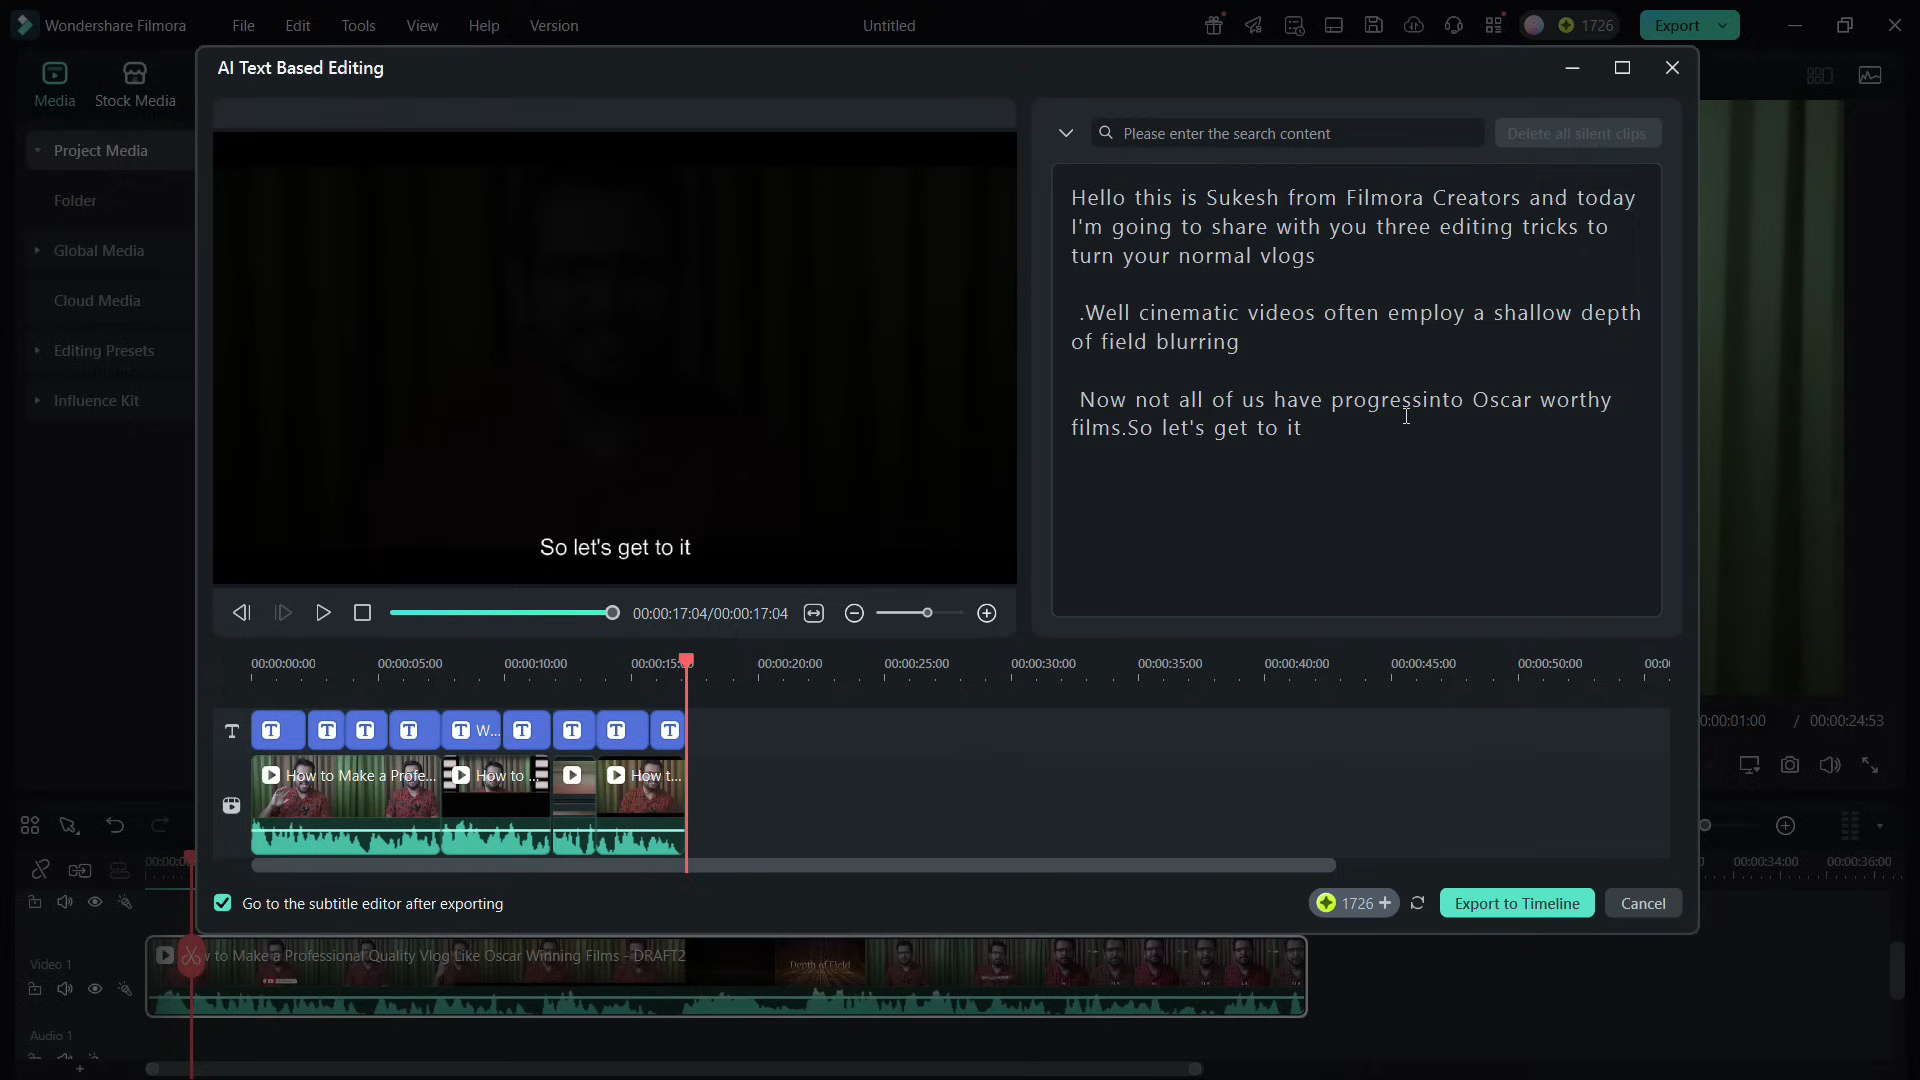 Wondershare Filmora
File
Edit
Tools
View
Help
Version
Untitled
1726
Export
Media
Stock Media
Project Media
Folder
Global Media
Cloud Media
Editing Presets
Influence Kit
AI Text Based Editing
So let's get to it
00:00:17:04/00:00:17:04
Please enter the search content
Delete all silent clips
Hello this is Sukesh from Filmora Creators and today
I'm going to share with you three editing tricks to
turn your normal vlogs
.Well cinematic videos often employ a shallow depth
of field blurring
Now not all of us have progressinto Oscar worthy
films.So let's get to it
00:00:00:00
00:00:05:00
00:00:10:00
00:00:15:
00:00:20:00
00:00:25:00
00:00:30:00
00:00:35:00
00:00:40:00
00:00:45:00
00:00:50:00
00:00
T T T T T W... T T T T
How to Make a Profe...
How to ...
How t...
Go to the subtitle editor after exporting
1726
Export to Timeline
Cancel
0:00:01:00 / 00:00:24:53
00:00:0
00:00:34:00
00:00:36:00
Video 1
w to Make a Professional Quality Vlog Like Oscar Winning Films - DRAFT2
Depth of Field
Audio 1